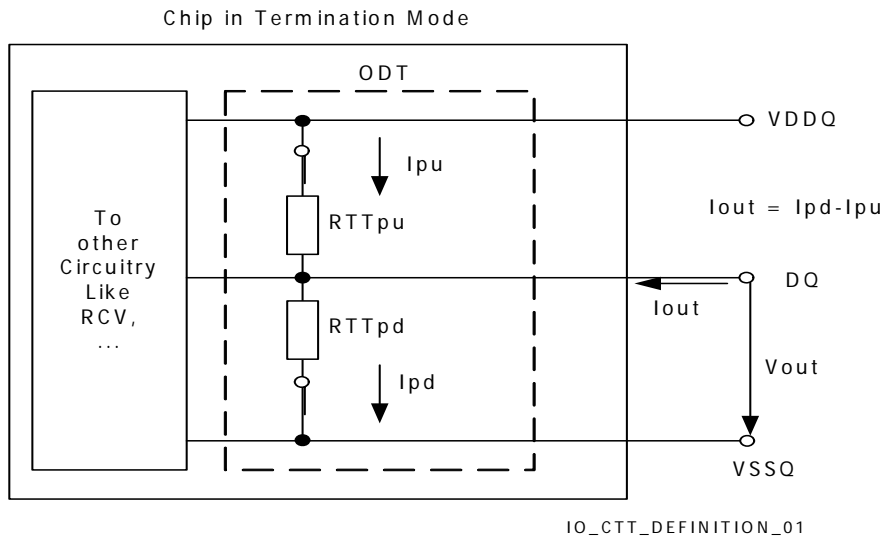 Chip in Termination Mode
ODT
VDDQ
Ipu
Iout = Ipd-Ipu
To
other
Circuitry
Like
RCV,
...
RTTpu
DQ
Iout
RTTpd
Ipd
Vout
VSSQ
IO_CTT_DEFINITION_01